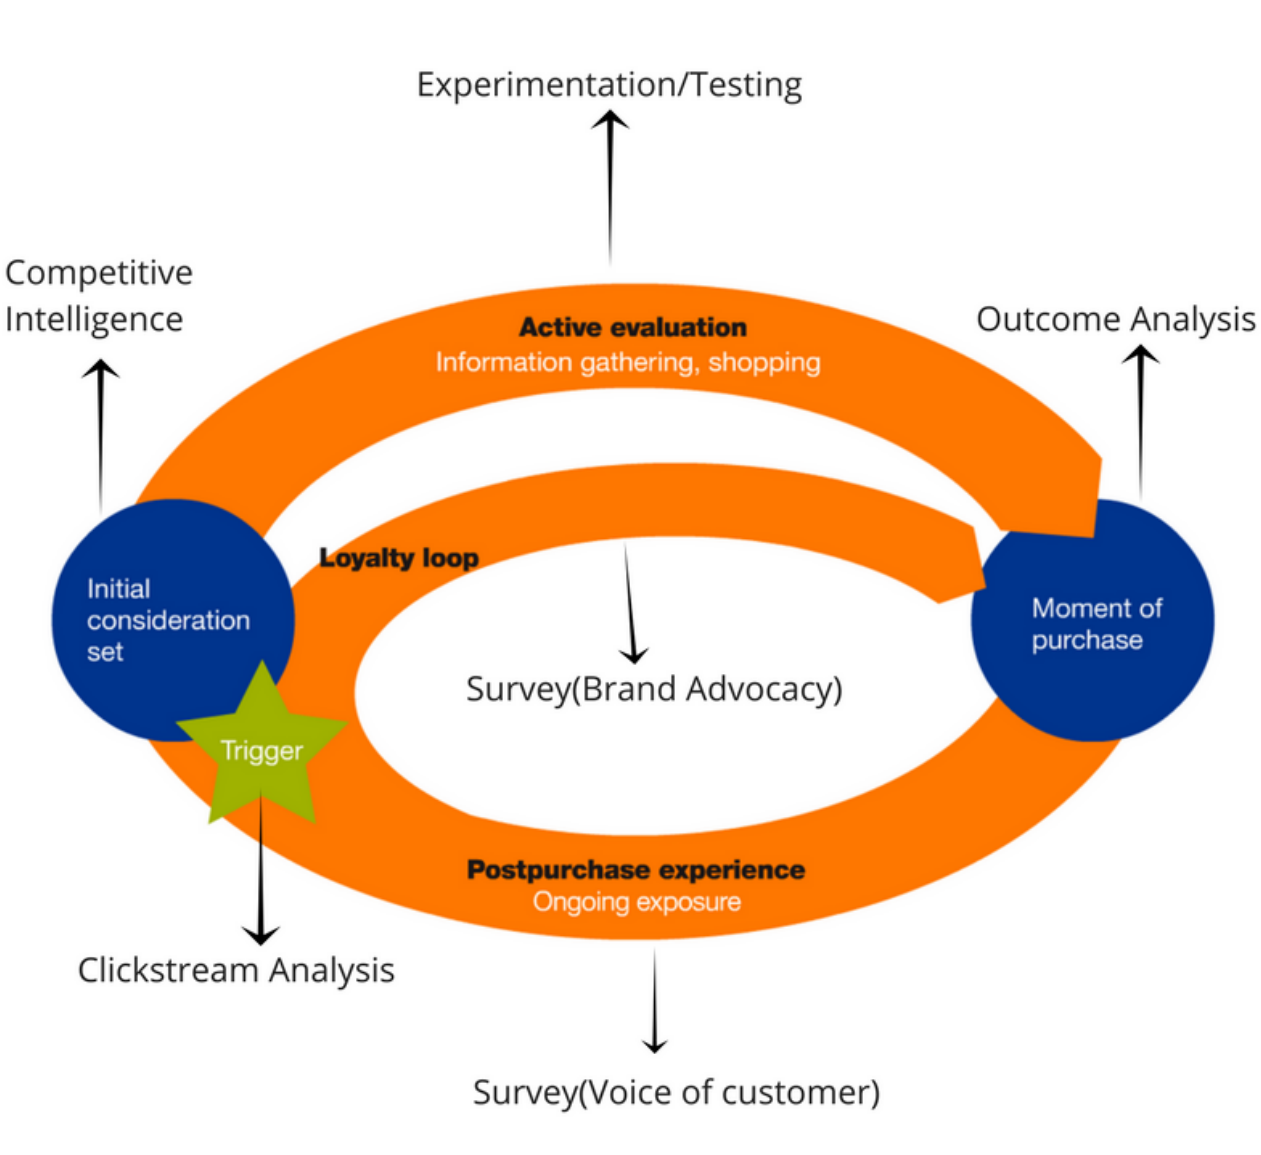 Experimentation/Testing
Competitive
Intelligence
Outcome Analysis
Active evaluation
Information gathering, shopping
Loyalty loop
Initial
consideration
set
Moment of
purchase
Survey(Brand Advocacy)
Trigger
Postpurchase experience
Ongoing exposure
Clickstream Analysis
Survey(Voice of customer)